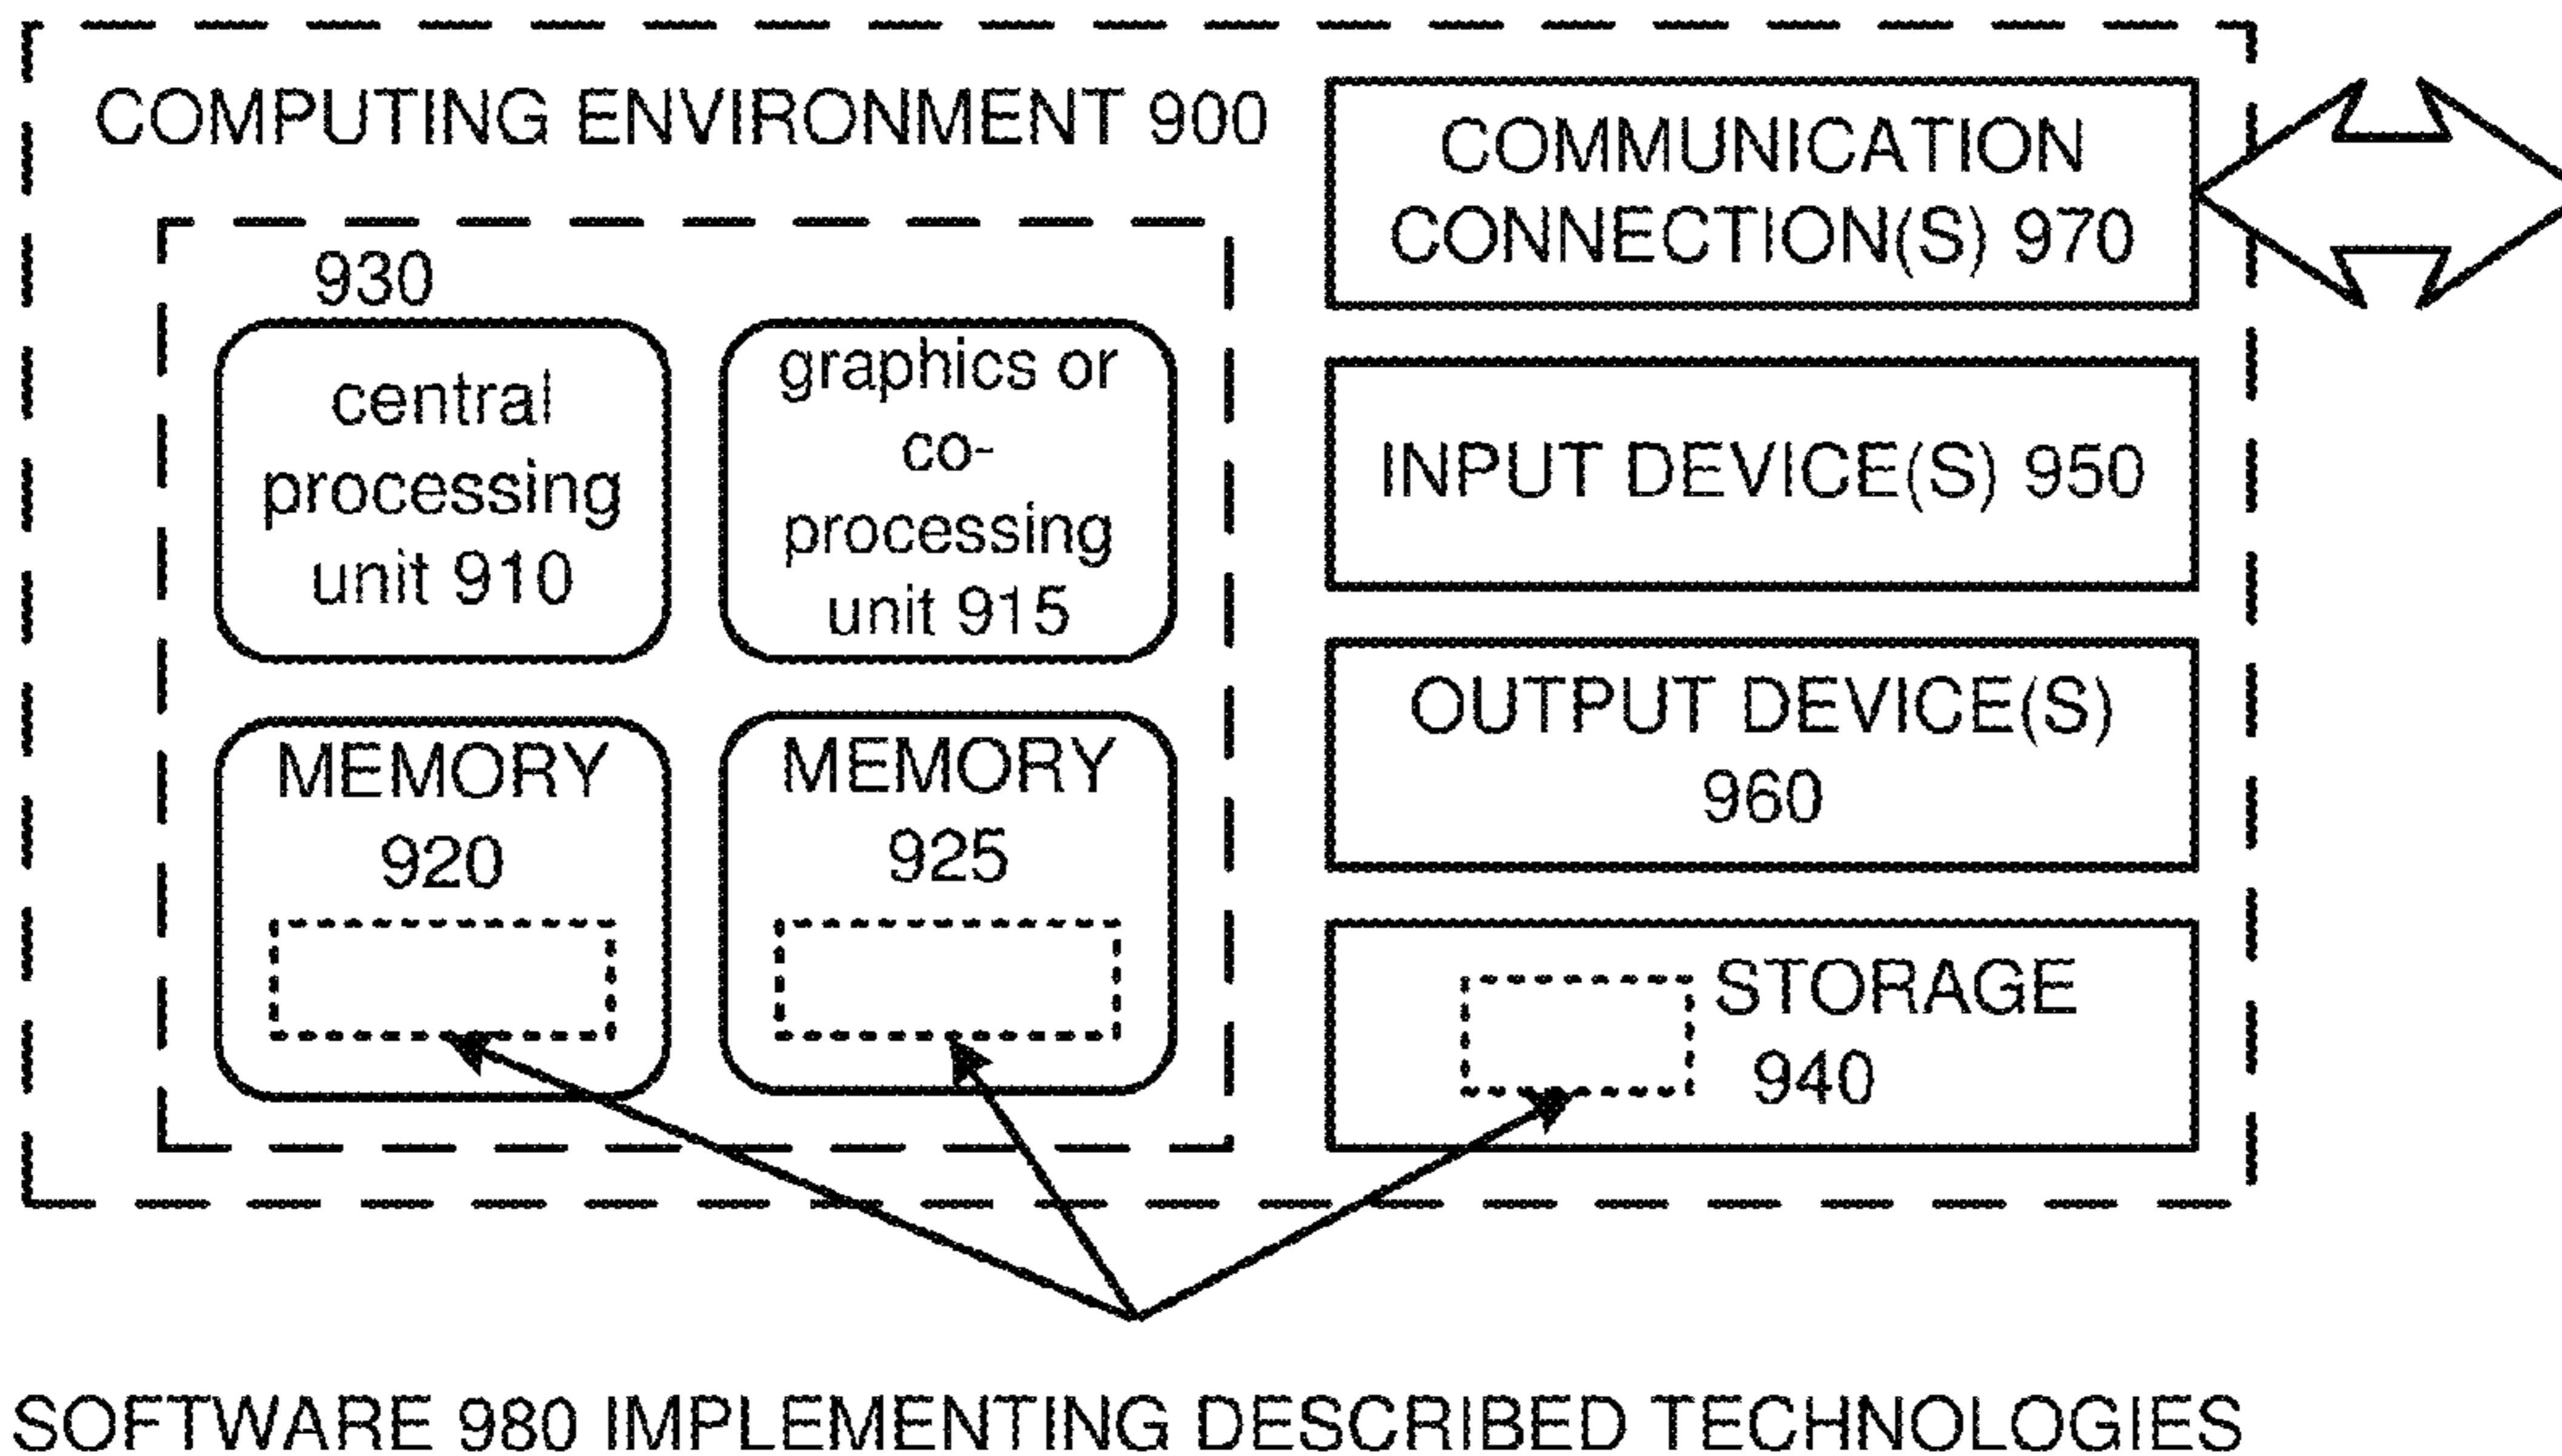 COMPUTING ENVIRONMENT 900
930
central
processing
unit 910
graphics or
co-
processing
unit 915
MEMORY
920
MEMORY
925
COMMUNICATION
CONNECTION(S) 970
INPUT DEVICE(S) 950
OUTPUT DEVICE(S)
960
STORAGE
940
SOFTWARE 980 IMPLEMENTING DESCRIBED TECHNOLOGIES